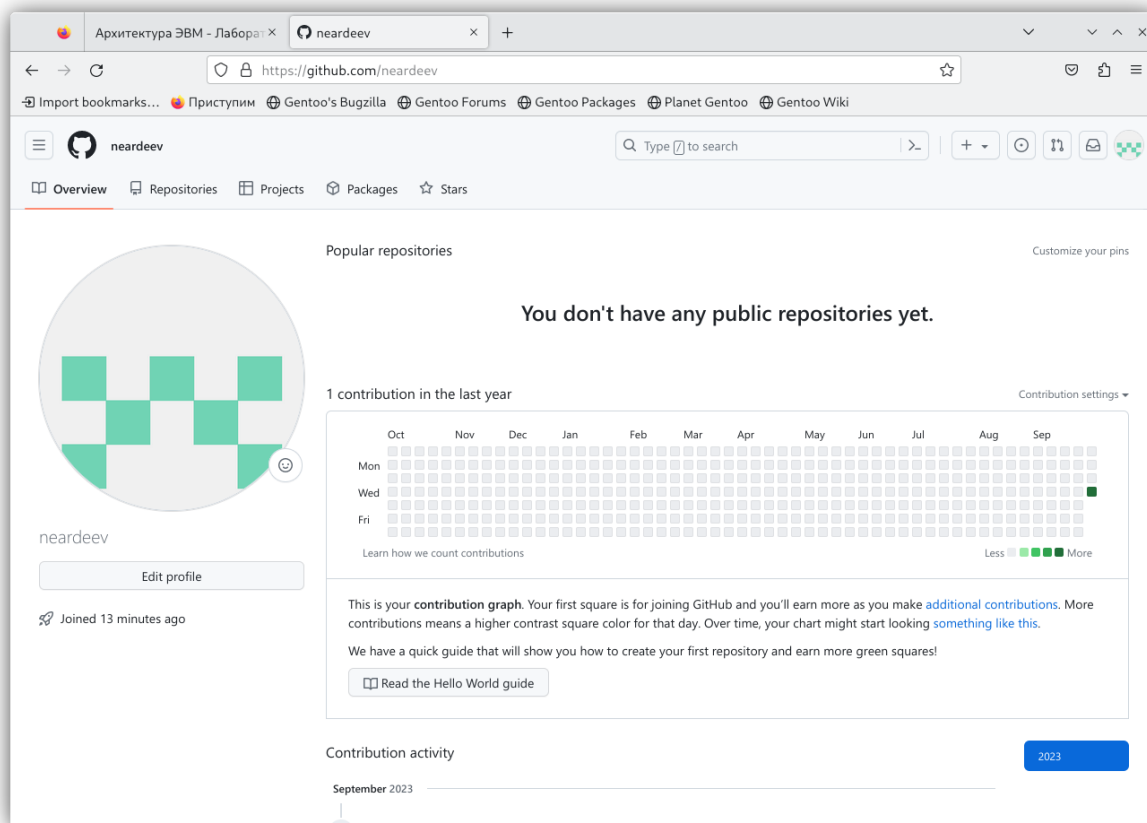 Архитектура ЭВМ - Лаборат
neardeev
https://github.com/neardeev
Import bookmarks... Приступим Gentoo's Bugzilla Gentoo Forums Gentoo Packages Planet Gentoo Gentoo Wiki
neardeev
Type / to search
Overview Repositories Projects Packages Stars
Popular repositories
Customize your pins
You don't have any public repositories yet.
1 contribution in the last year
Contribution settings
Oct Nov Dec Jan Feb Mar Apr May Jun Jul Aug Sep
Mon
Wed
Fri
Learn how we count contributions
Less More
neardeev
Edit profile
Joined 13 minutes ago
This is your contribution graph. Your first square is for joining GitHub and you'll earn more as you make additional contributions. More
contributions means a higher contrast square color for that day. Over time, your chart might start looking something like this.
We have a quick guide that will show you how to create your first repository and earn more green squares!
Read the Hello World guide
Contribution activity
2023
September 2023